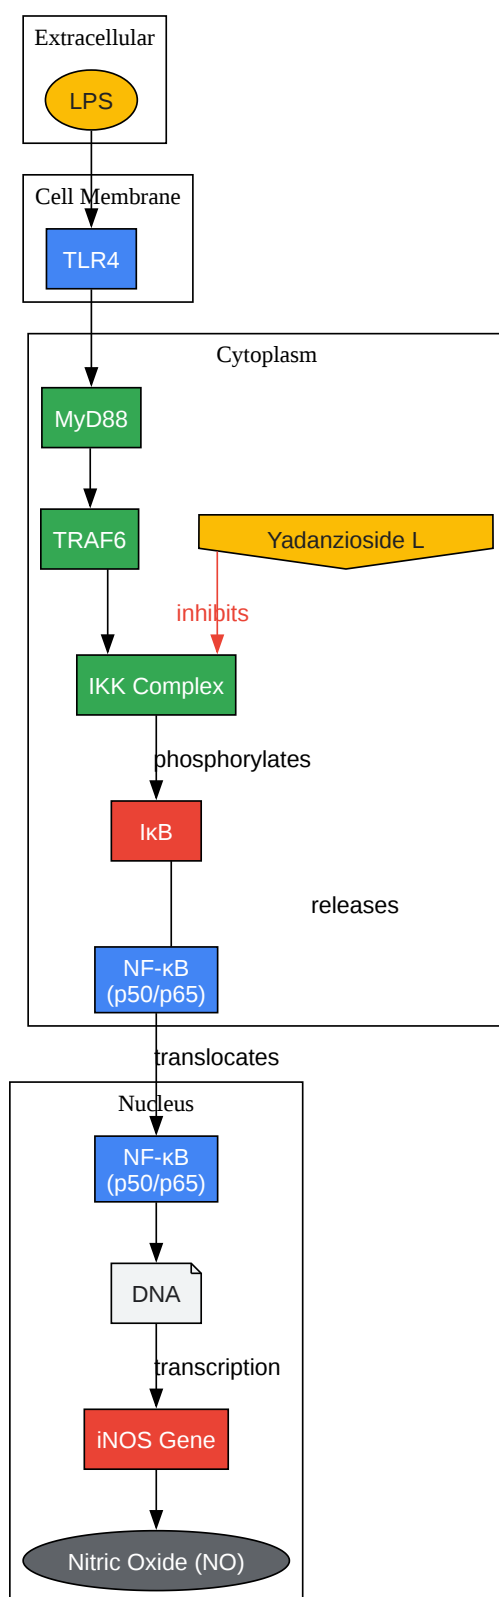 Extracellular
LPS
Cell Membrane
TLR4
Cytoplasm
MyD88
TRAF6
Yadanzioside L
inhibits
IKK Complex
phosphorylates
IκB
releases
NF-κB
(p50/p65)
translocates
Nucleus
NF-κB
(p50/p65)
DNA
transcription
iNOS Gene
Nitric Oxide (NO)